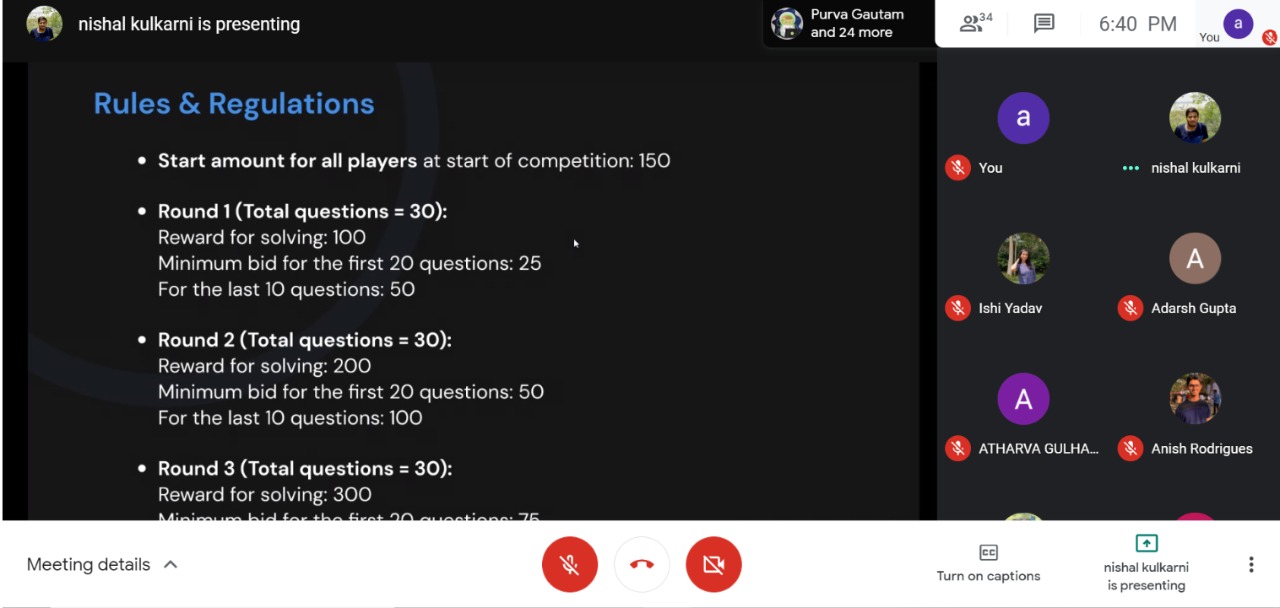 nishal kulkarni is presenting
Purva Gautam
and 24 more
34
6:40 PM
You
a
Rules & Regulations
• Start amount for all players at start of competition: 150
• Round 1 (Total questions = 30):
Reward for solving: 100
Minimum bid for the first 20 questions: 25
For the last 10 questions: 50
• Round 2 (Total questions = 30):
Reward for solving: 200
Minimum bid for the first 20 questions: 50
For the last 10 questions: 100
• Round 3 (Total questions = 30):
Reward for solving: 300
Minimum bid for the first 20 questions: 75
a
You
nishal kulkarni
Ishi Yadav
A
Adarsh Gupta
A
ATHARVA GULHA...
Anish Rodrigues
Meeting details
CC
Turn on captions
nishal kulkarni
is presenting